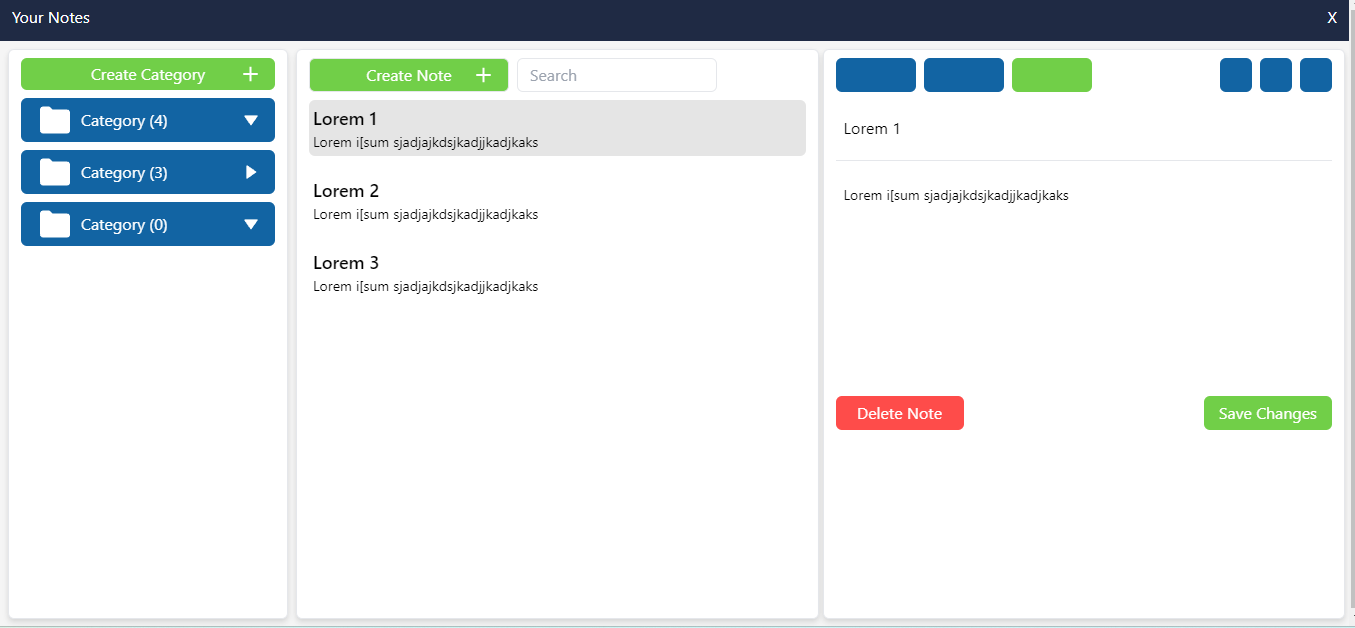 Your Notes
X
Create Category
Category (4)
Category (3)
Category (0)
Create Note
Search
Lorem 1
Lorem i[sum sjadjajkdsjkadjjkadjkaks
Lorem 2
Lorem i[sum sjadjajkdsjkadjjkadjkaks
Lorem 3
Lorem i[sum sjadjajkdsjkadjjkadjkaks
Lorem 1
Lorem i[sum sjadjajkdsjkadjjkadjkaks
Delete Note
Save Changes